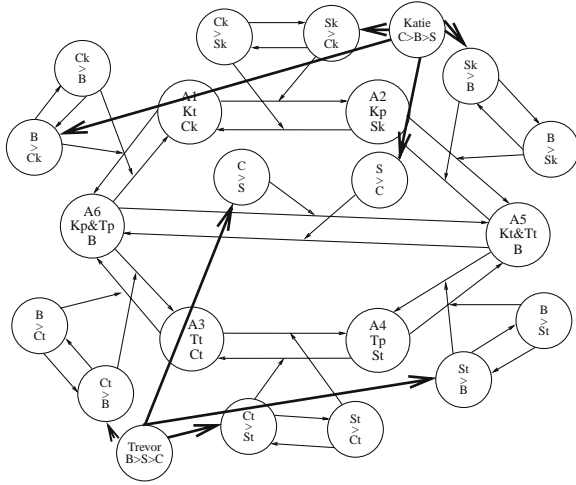 Ck
>
Sk
Sk
>
Ck
Katie
C>B>S
Ck
>
B
Sk
>
B
B
>
Ck
A1
Kt
Ck
A2
Kp
Sk
B
>
Sk
C
>
S
S
>
C
A6
Kp&Tp
B
A5
Kt&Tt
B
B
>
Ct
A3
Tt
Ct
A4
Tp
St
B
>
St
Ct
>
B
St
>
B
Ct
>
St
St
>
Ct
Trevor
B>S>C